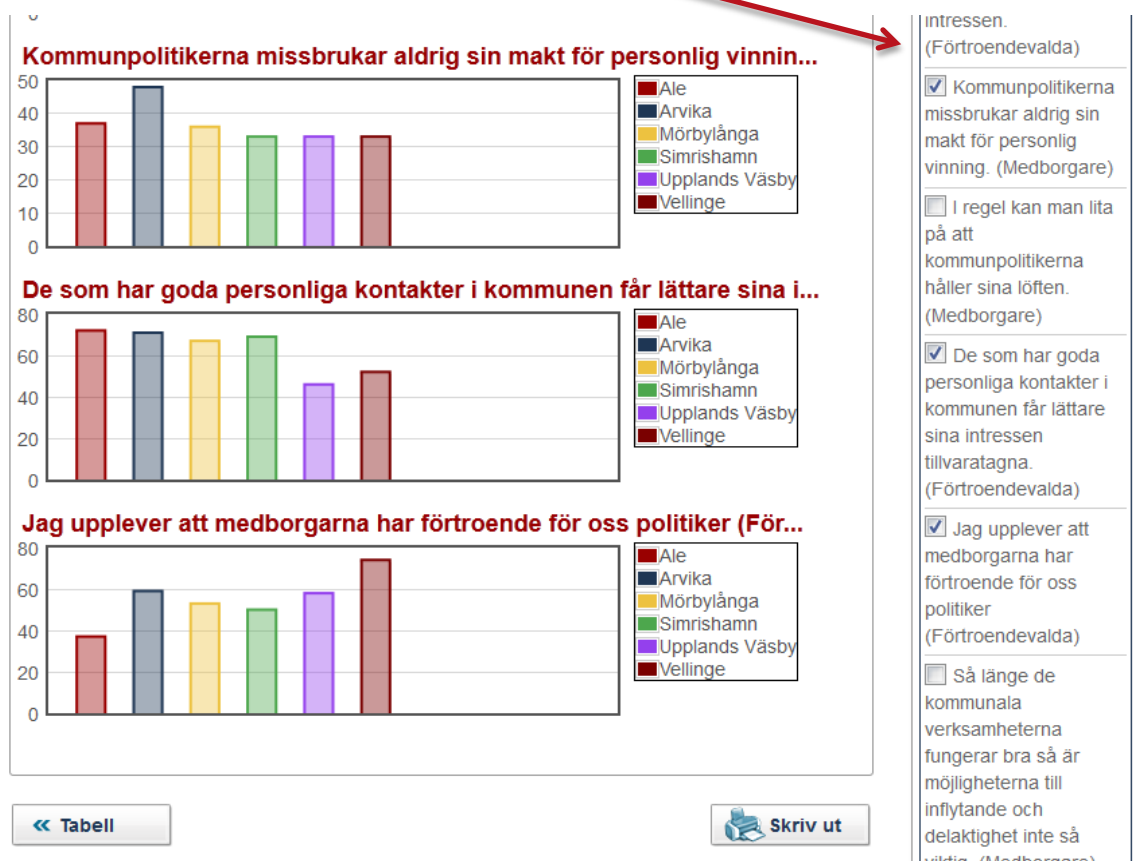 Kommunpolitikerna missbrukar aldrig sin makt för personlig vinnin...
50
40
30
20
10
0
Ale
Arvika
Mörbylånga
Simrishamn
Upplands Väsby
Vellinge
De som har goda personliga kontakter i kommunen får lättare sina i...
80
60
40
20
0
Ale
Arvika
Mörbylånga
Simrishamn
Upplands Väsby
Vellinge
Jag upplever att medborgarna har förtroende för oss politiker (För...
80
60
40
20
0
Ale
Arvika
Mörbylånga
Simrishamn
Upplands Väsby
Vellinge
« Tabell
Skriv ut
intressen.
(Förtroendevalda)
Kommunpolitikerna
missbrukar aldrig sin
makt för personlig
vinning. (Medborgare)
I regel kan man lita
på att
kommunpolitikerna
håller sina löften.
(Medborgare)
De som har goda
personliga kontakter i
kommunen får lättare
sina intressen
tillvaratagna.
(Förtroendevalda)
Jag upplever att
medborgarna har
förtroende för oss
politiker
(Förtroendevalda)
Så länge de
kommunala
verksamheterna
fungerar bra så är
möjligheterna till
inflytande och
delaktighet inte så
viktig. (Medborgare)